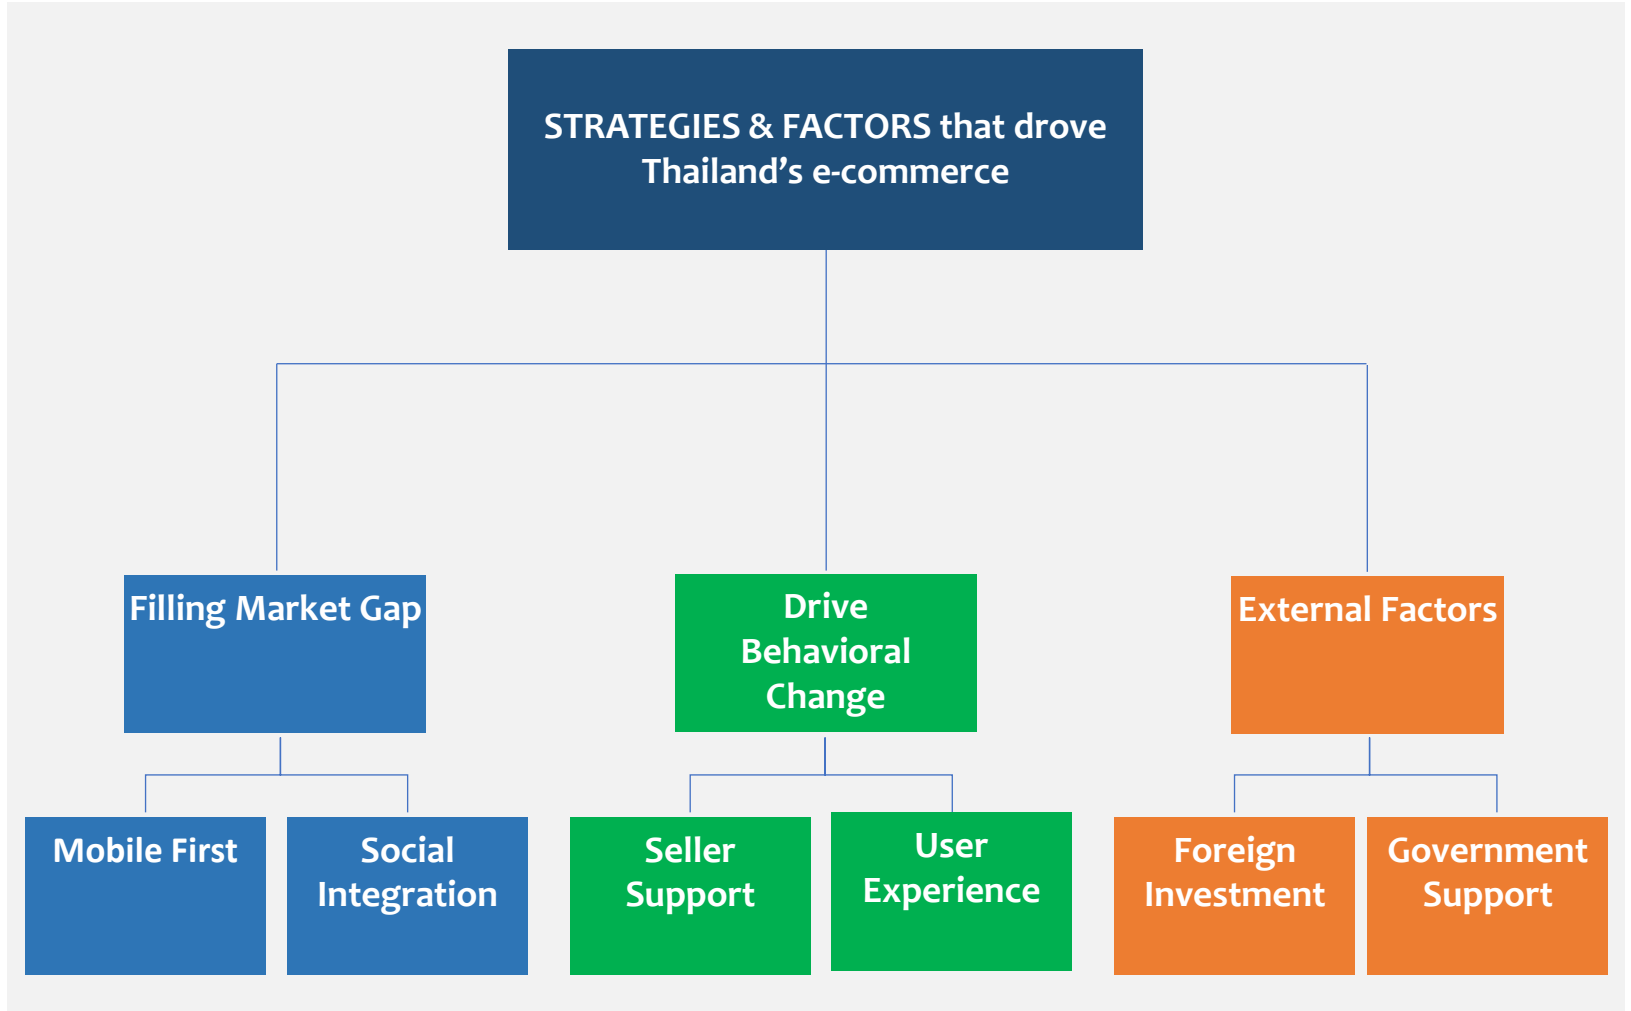 STRATEGIES & FACTORS that drove
Thailand’s e-commerce
Filling Market Gap
Drive
Behavioral
Change
External Factors
Mobile First
Social
Integration
Seller
Support
User
Experience
Foreign
Investment
Government
Support